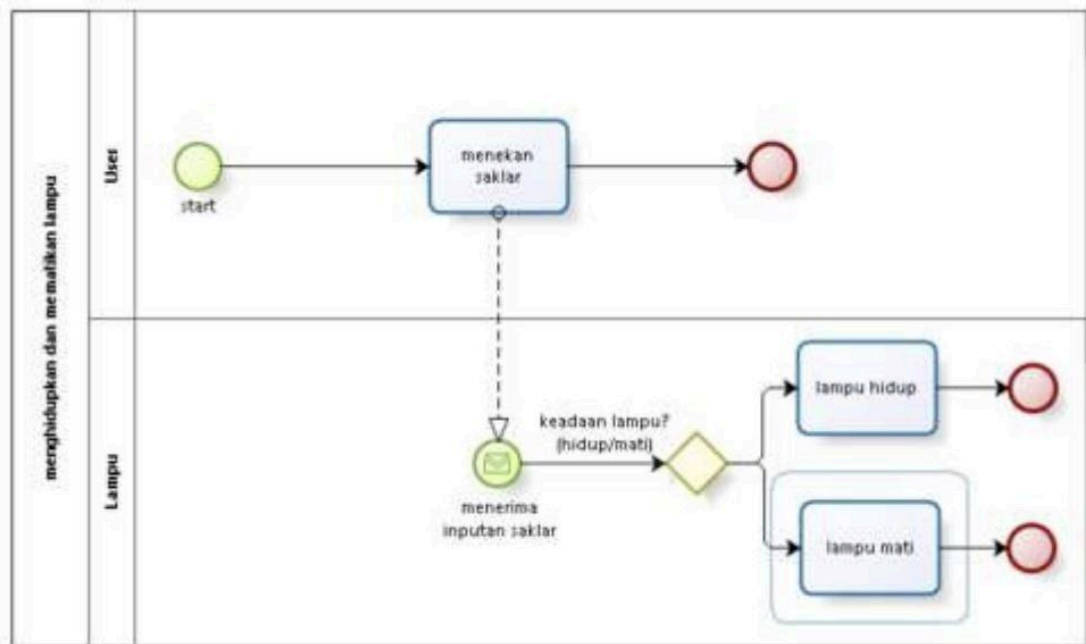 menghidupkan dan mematikan lampu
User
start
menekan
saklar
Lampu
menerima
inputan saklar
keadaan lampu?
(hidup/mati)
lampu hidup
lampu mati